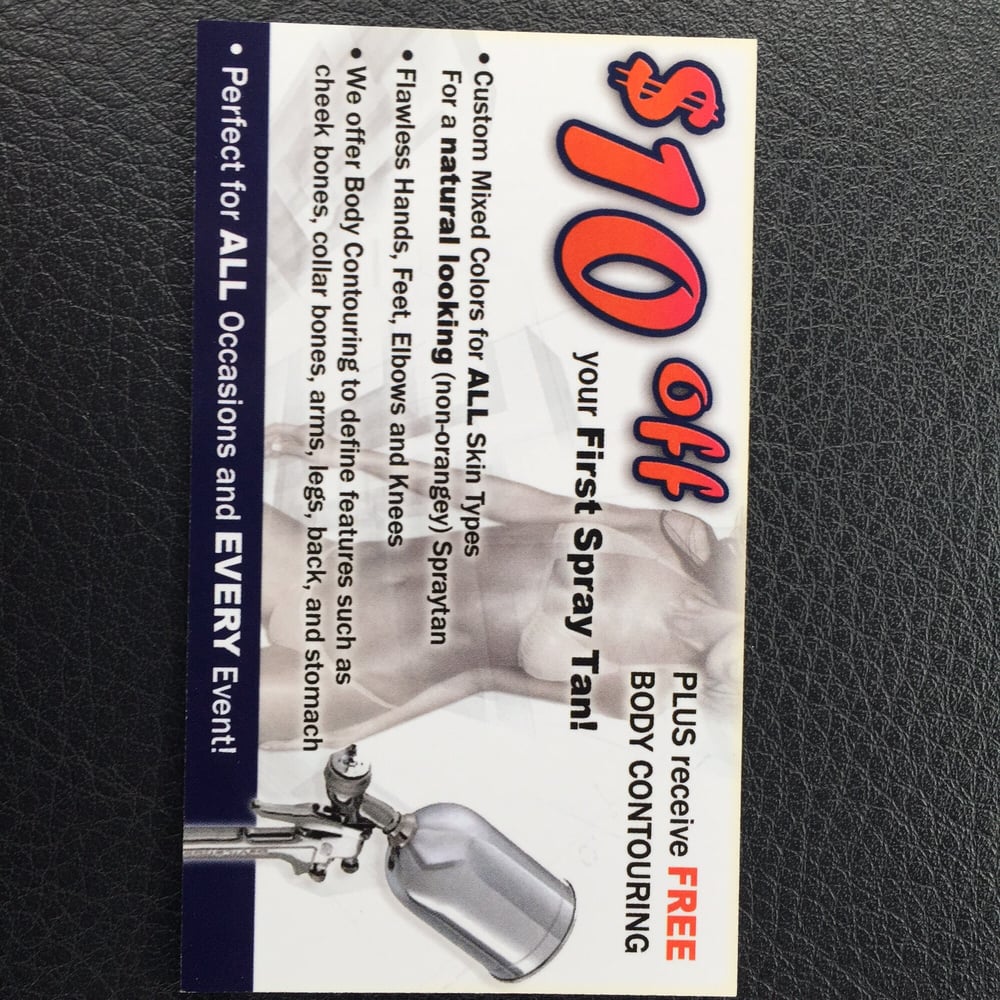 $10 off
your First Spray Tan!
PLUS receive FREE
BODY CONTOURING
• Custom Mixed Colors for ALL Skin Types
For a natural looking (non-orangey) Spraytan
• Flawless Hands, Feet, Elbows and Knees
• We offer Body Contouring to define features such as
cheek bones, collar bones, arms, legs, back, and stomach
• Perfect for ALL Occasions and EVERY Event!